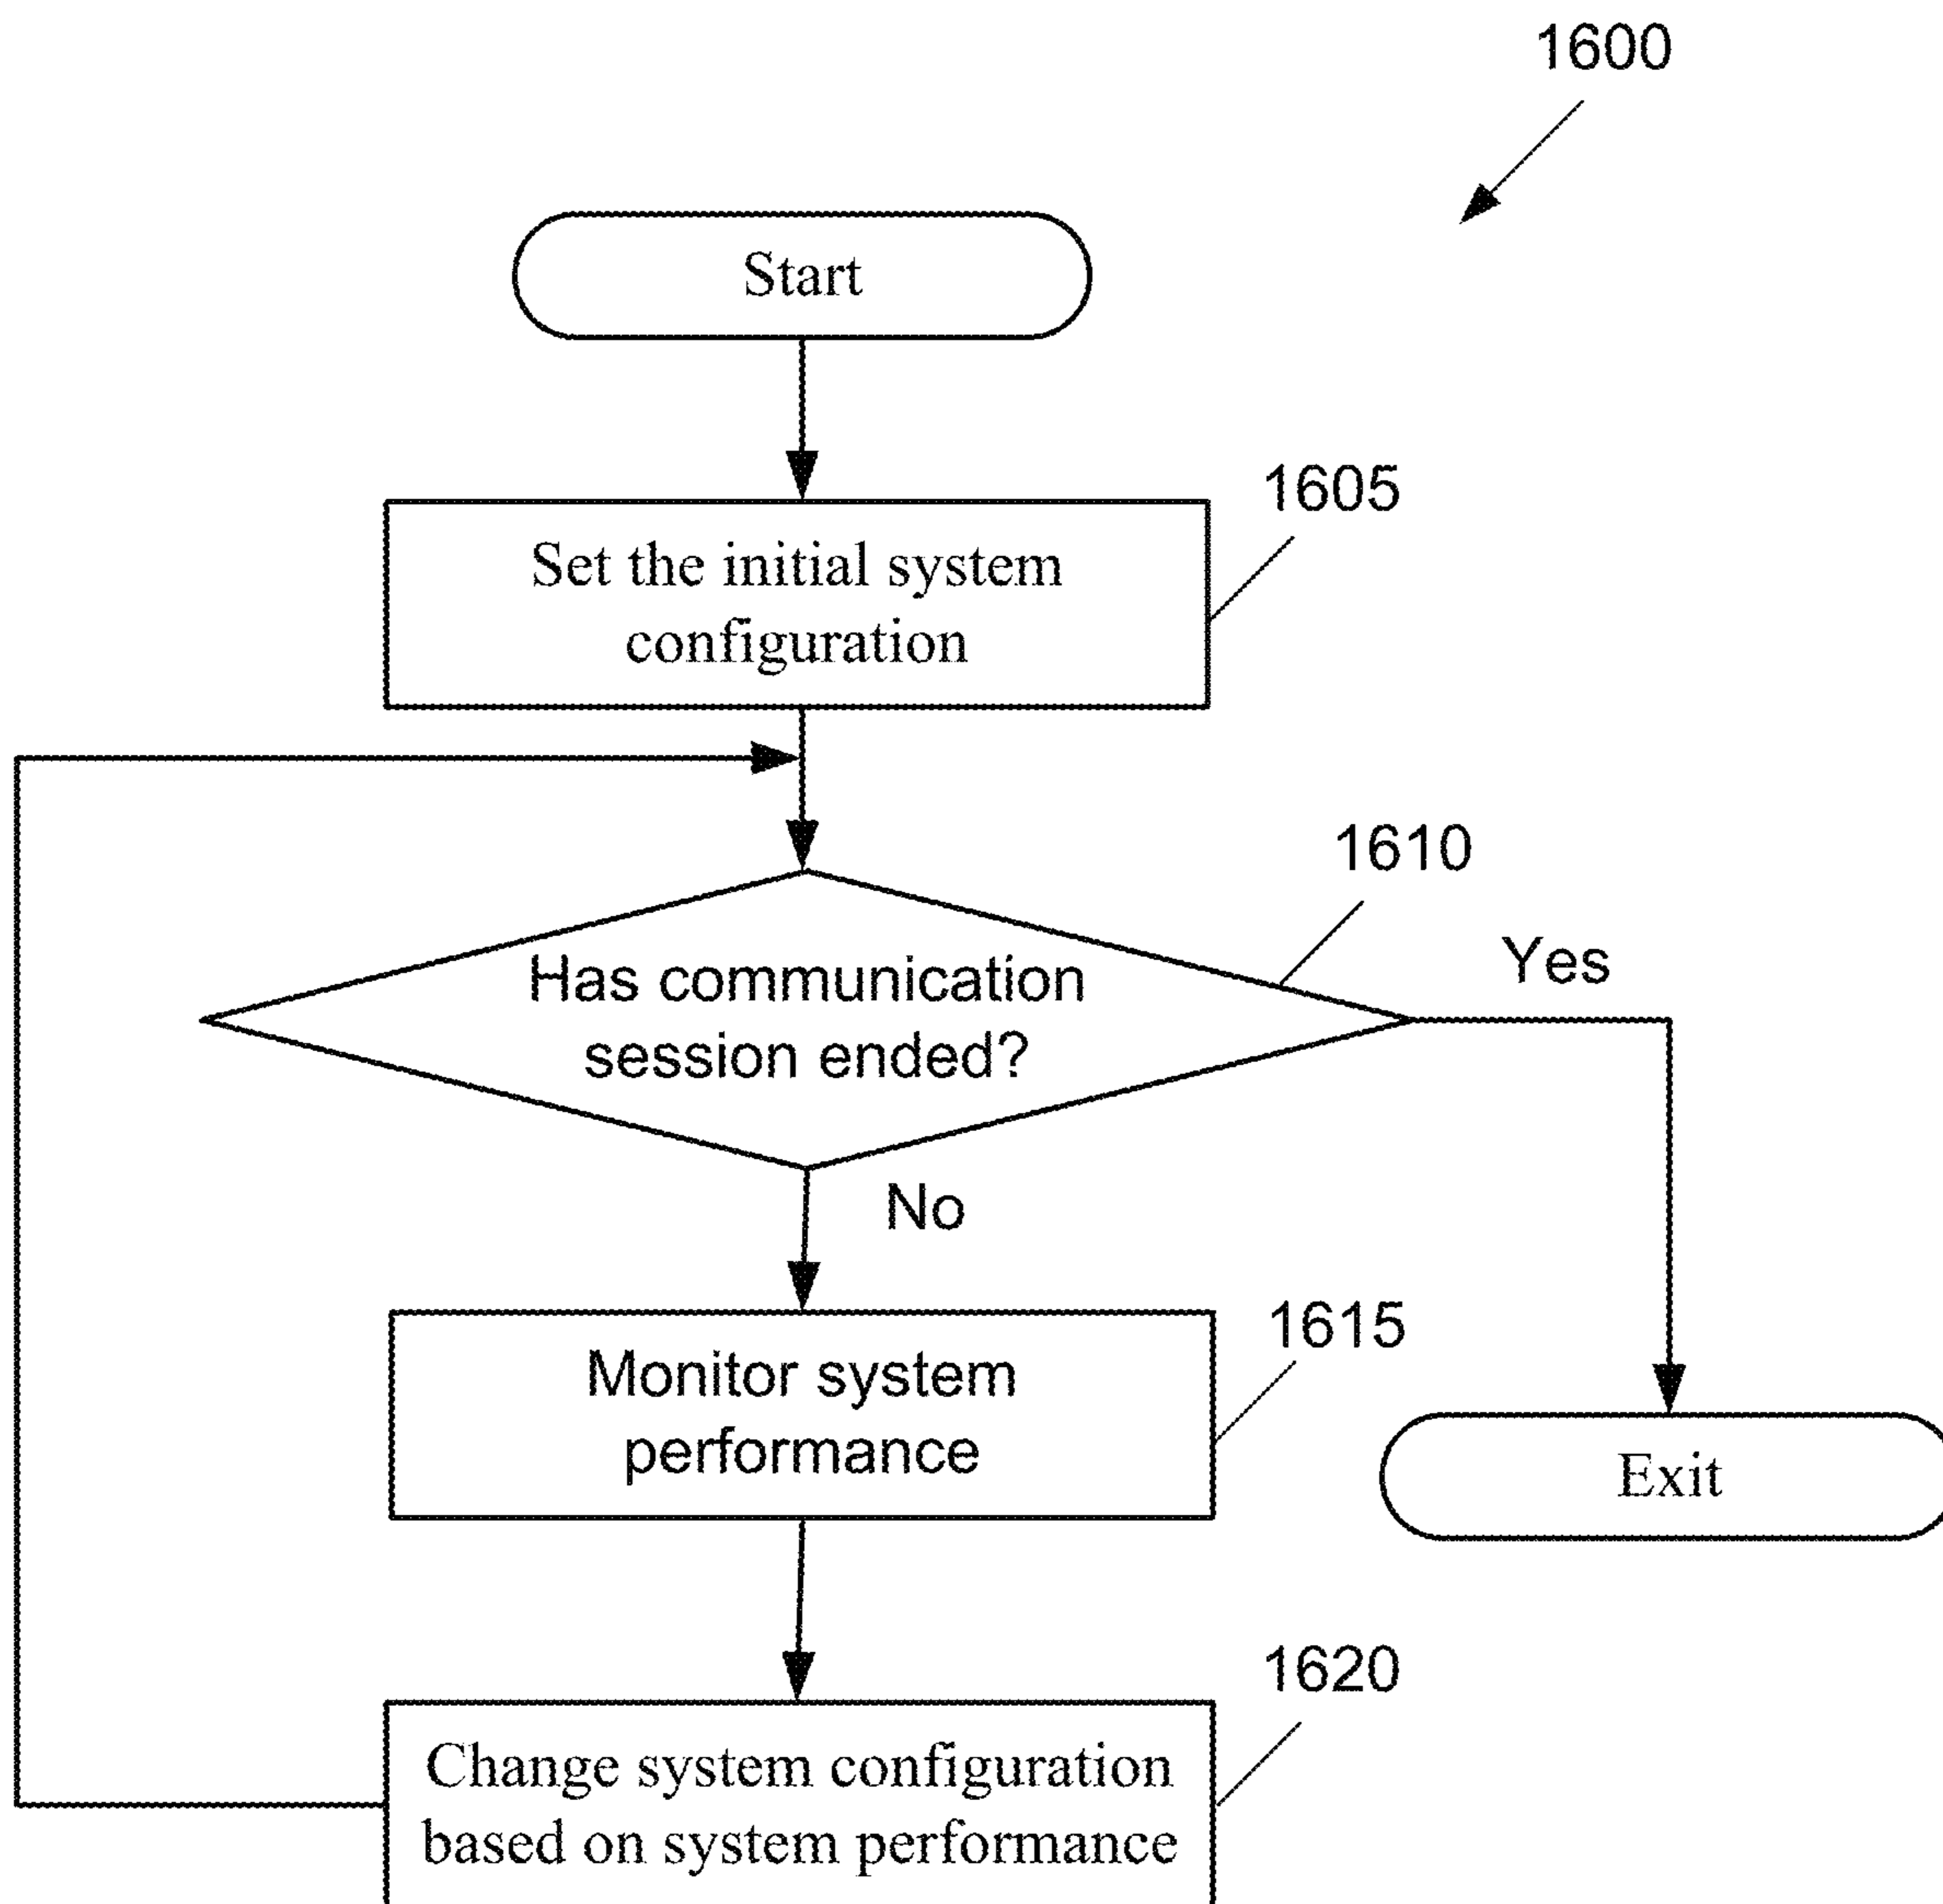 1600
Start
1605
Set the initial system
configuration
1610
Has communication
session ended?
Yes
No
1615
Monitor system
performance
Exit
1620
Change system configuration
based on system performance